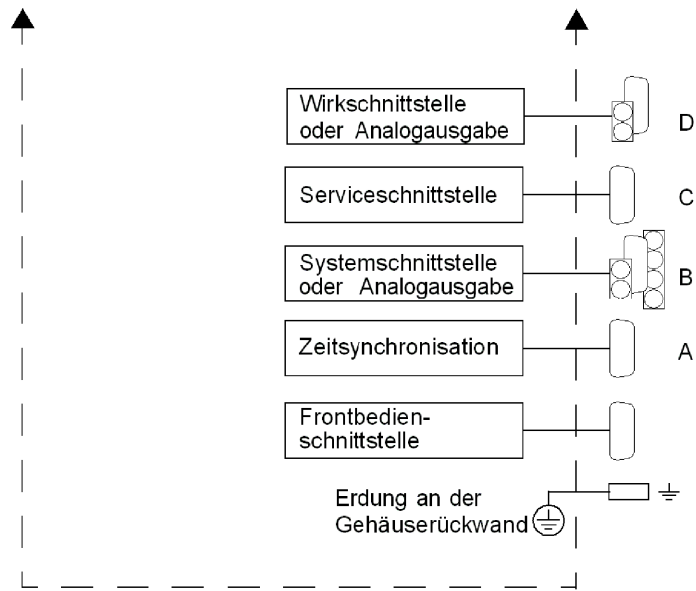 Wirkschnittstelle
oder Analogausgabe
D
Serviceschnittstelle
C
Systemschnittstelle
oder Analogausgabe
B
Zeitsynchronisation
A
Frontbedien-
schnittstelle
Erdung an der
Gehäuserückwand